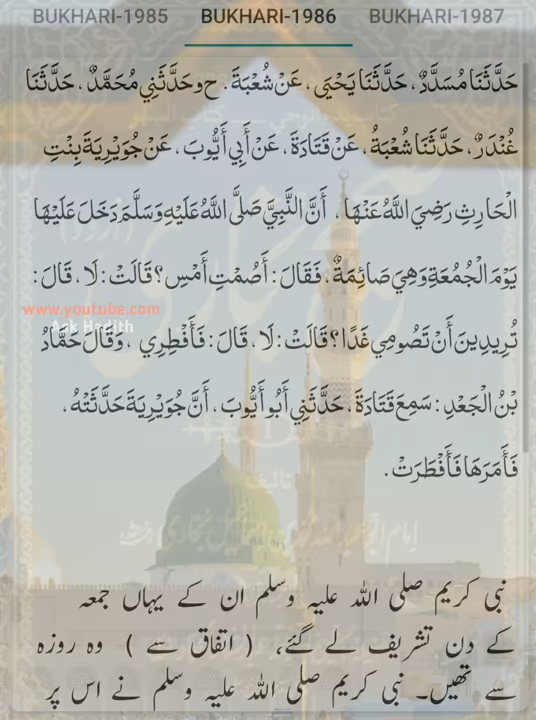 BUKHARI-1985 BUKHARI-1986 BUKHARI-1987
حَدَّثَنَا مُسَدَّدٌ، حَدَّثَنَا يَحْيَى، عَنْ شُعْبَةَ. ح وحَدَّثَنِي مُحَمَّدٌ، حَدَّثَنَا
غُنْدَرٌ، حَدَّثَنَا شُعْبَةُ، عَنْ قَتَادَةَ، عَنْ أَبِي أَيُّوبَ، عَنْ جُوَيْرِيَةَ بِنْتِ
الْحَارِثِ رَضِيَ اللَّهُ عَنْهَا، أَنَّ النَّبِيَّ صَلَّى اللَّهُ عَلَيْهِ وَسَلَّمَ دَخَلَ عَلَيْهَا
يَوْمَ الْجُمُعَةِ وَهِيَ صَائِمَةٌ، فَقَالَ: أَصُمْتِ أَمْسِ؟ قَالَتْ: لَا، قَالَ:
www.youtube.com
Ask Hadith
تُرِيدِينَ أَنْ تَصُومِي غَدًا؟ قَالَتْ: لَا، قَالَ: فَأَفْطِرِي، وَقَالَ حَمَّادُ
بْنُ الْجَعْدِ: سَمِعَ قَتَادَةَ، حَدَّثَنِي أَبُو أَيُّوبَ، أَنَّ جُوَيْرِيَةَ حَدَّثَتْهُ،
فَأَمَرَهَا فَأَفْطَرَتْ.
نبی کریم صلی اللہ علیہ وسلم ان کے یہاں جمعہ
کے دن تشریف لے گئے، ( اتفاق سے ) وہ روزہ
سے تھیں۔ نبی کریم صلی اللہ علیہ وسلم نے اس پر